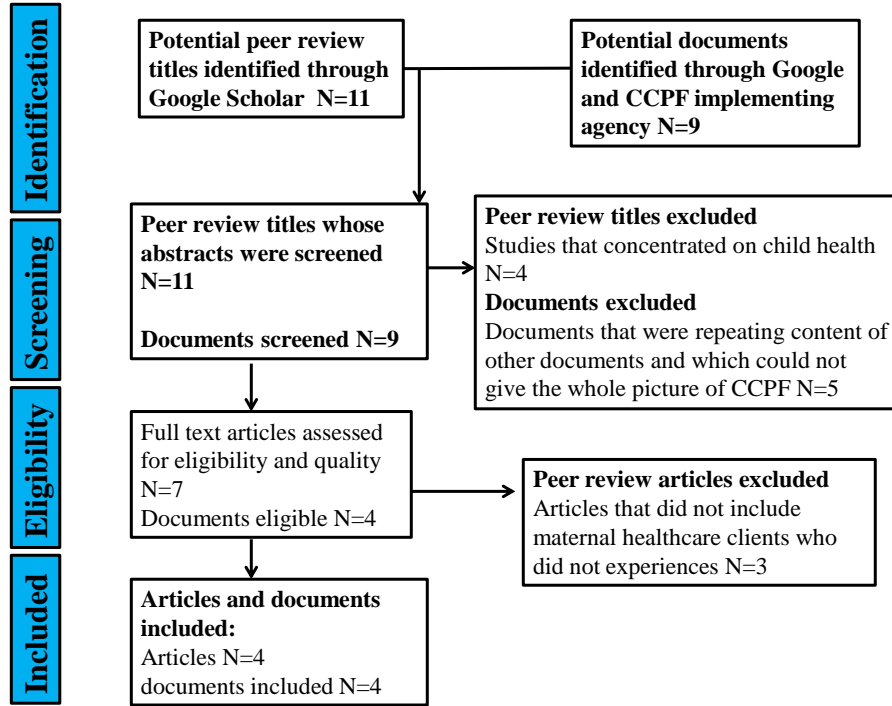 Identification
Potential peer review
titles identified through
Google Scholar N=11
Potential documents
identified through Google
and CCPF implementing
agency N=9
Screening
Peer review titles whose
abstracts were screened
N=11
Documents screened N=9
Peer review titles excluded
Studies that concentrated on child health
N=4
Documents excluded
Documents that were repeating content of
other documents and which could not
give the whole picture of CCPF N=5
Eligibility
Full text articles assessed
for eligibility and quality
N=7
Documents eligible N=4
Peer review articles excluded
Articles that did not include
maternal healthcare clients who
did not experiences N=3
Included
Articles and documents
included:
Articles N=4
documents included N=4